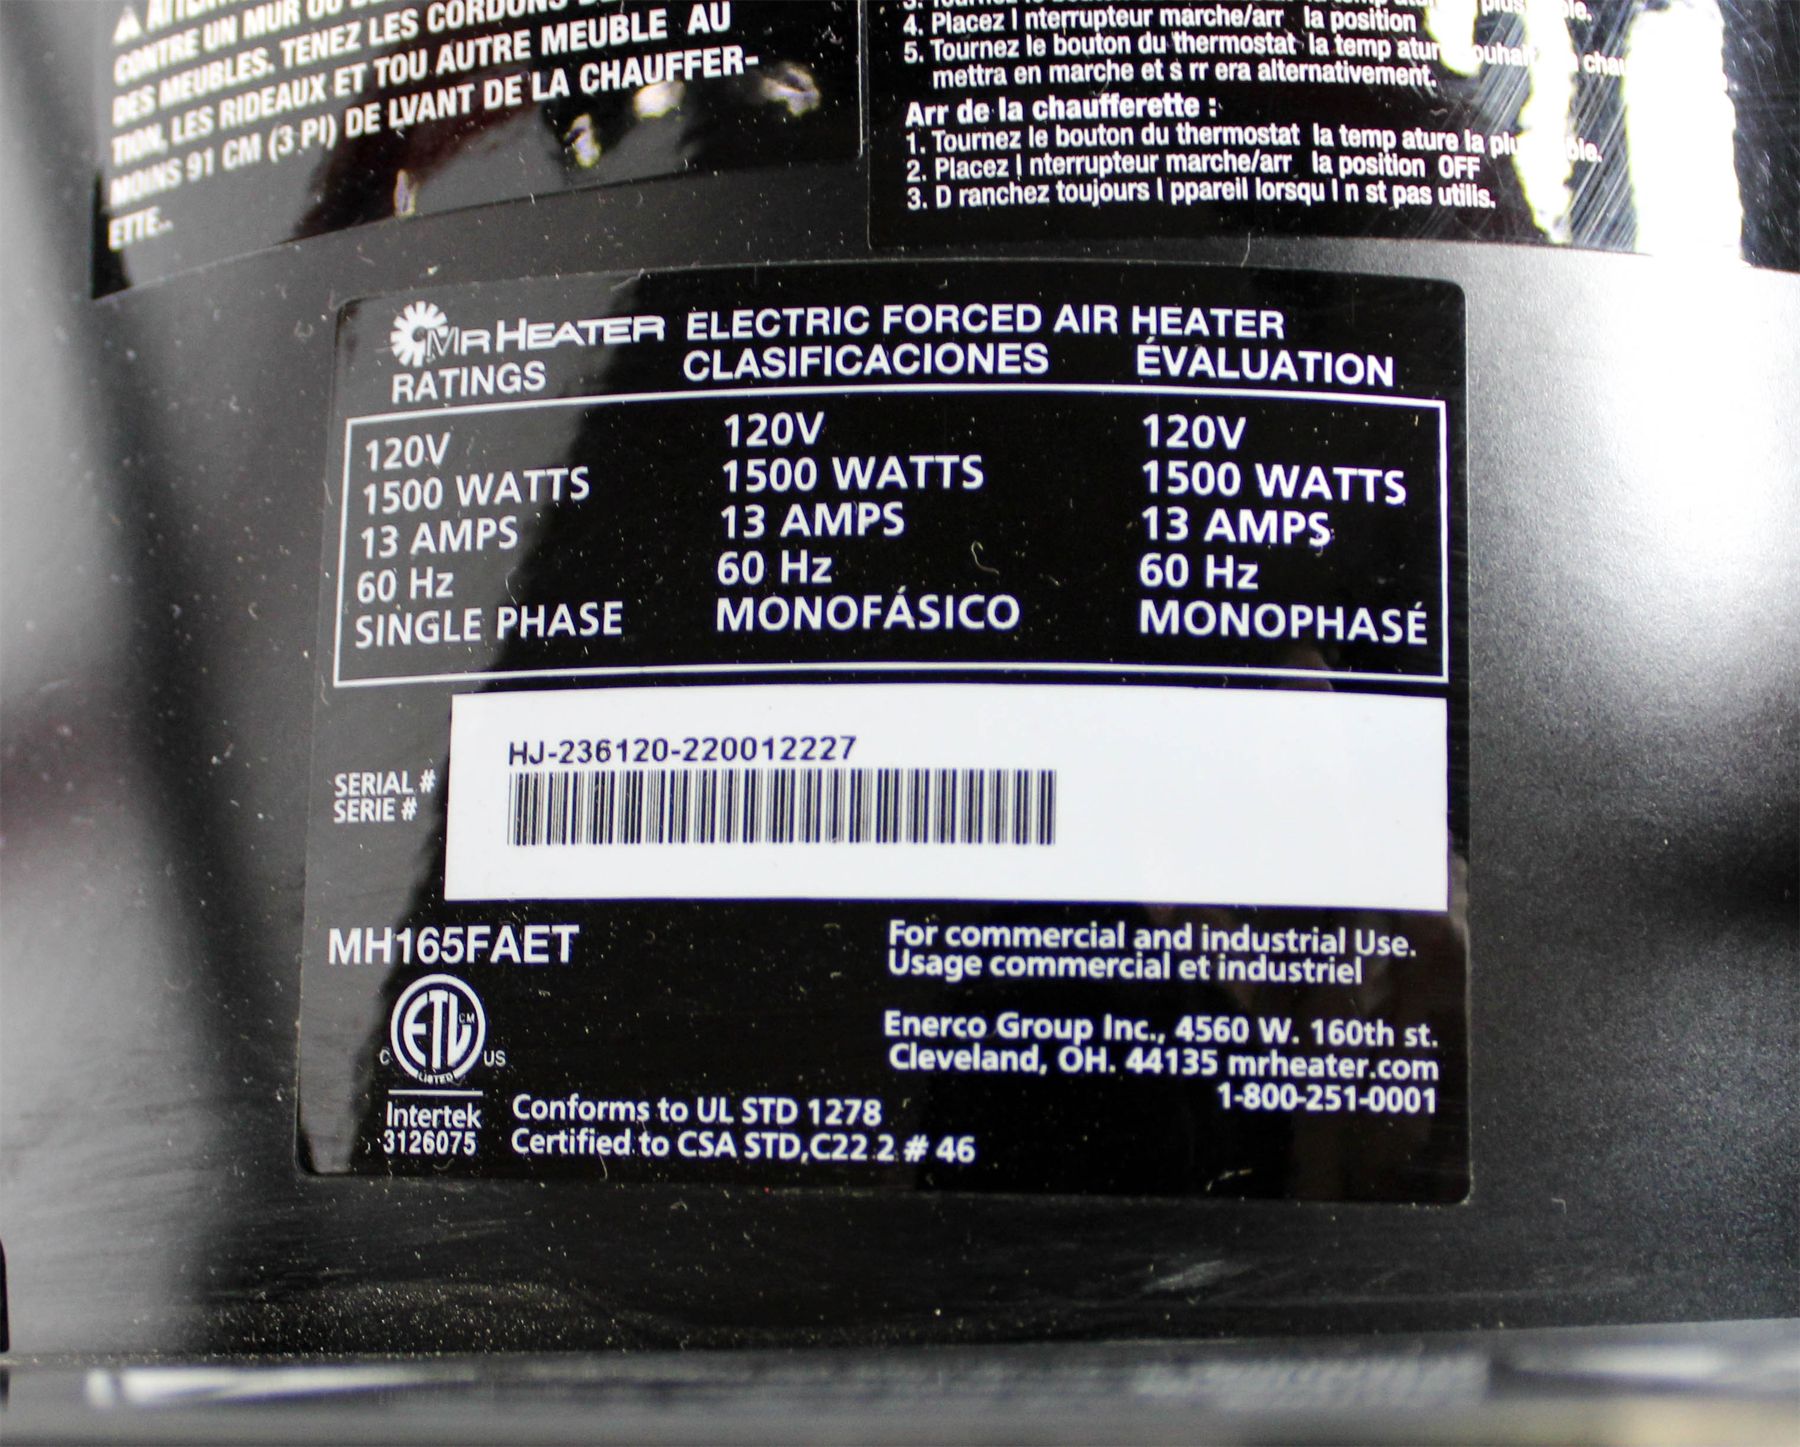 CONTRE UN MUR OU
DES MEUBLES. TENEZ LES CORDONS
TION, LES RIDEAUX ET TOU AUTRE MEUBLE AU
MOINS 91 CM (3 PI) DE LVANT DE LA CHAUFFER-
ETTE..
4. Placez l nterrupteur marche/arr la position
5. Tournez le bouton du thermostat la temp atur
mettra en marche et s rr era alternativement.
Arr de la chaufferette :
1. Tournez le bouton du thermostat la temp ature la
2. Placez l nterrupteur marche/arr la position OFF
3. D ranchez toujours l ppareil lorsqu l n st pas utilis.
MR HEATER ELECTRIC FORCED AIR HEATER
RATINGS CLASIFICACIONES ÉVALUATION
120V 120V 120V
1500 WATTS 1500 WATTS 1500 WATTS
13 AMPS 13 AMPS 13 AMPS
60 Hz 60 Hz 60 Hz
SINGLE PHASE MONOFÁSICO MONOPHASÉ
HJ-236120-220012227
SERIAL #
SERIE #
MH165FAET
For commercial and industrial Use.
Usage commercial et industriel
ETL CM
C US
LISTED
Intertek
3126075
Enerco Group Inc., 4560 W. 160th st.
Cleveland, OH. 44135 mrheater.com
1-800-251-0001
Conforms to UL STD 1278
Certified to CSA STD,C22.2 # 46